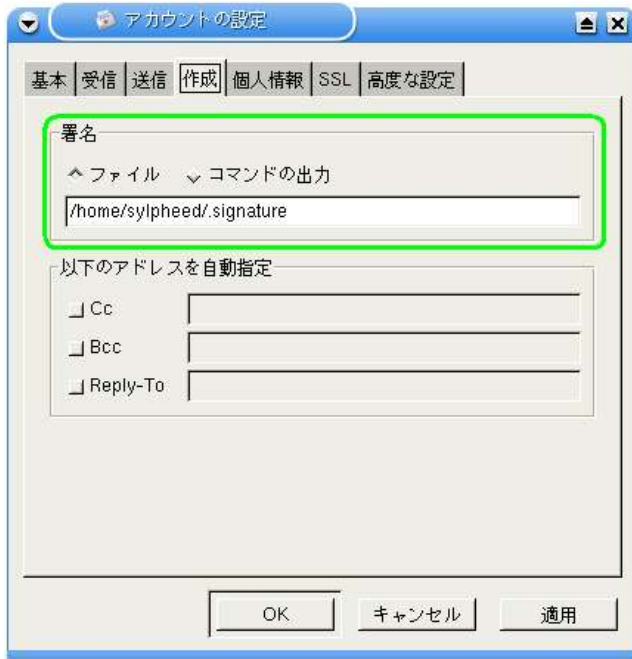 アカウントの設定
基本 受信 送信 作成 個人情報 SSL 高度な設定
署名
ファイル コマンドの出力
/home/sylpheed/.signature
以下のアドレスを自動指定
Cc
Bcc
Reply-To
OK キャンセル 適用